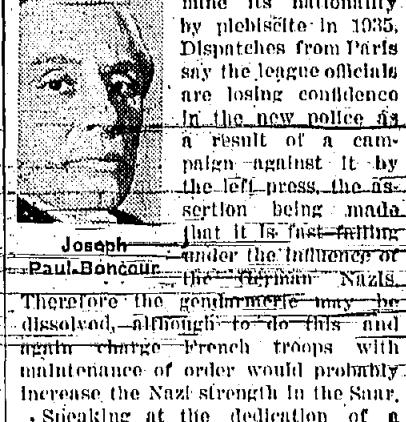 mine its nationality
by plebiscite in 1935.
Dispatches from Paris
say the league officials
are losing confidence
in the new police as
a result of a cam-
paign against it by
the left press, the as-
sertion being made
that it is fast falling
under the influence of
the German Nazis.
Joseph
Paul-Boncour
Therefore the gendarmerie may be
dissolved, although to do this and
again charge French troops with
maintenance of order would probably
increase the Nazi strength in the Saar.
Speaking at the dedication of a